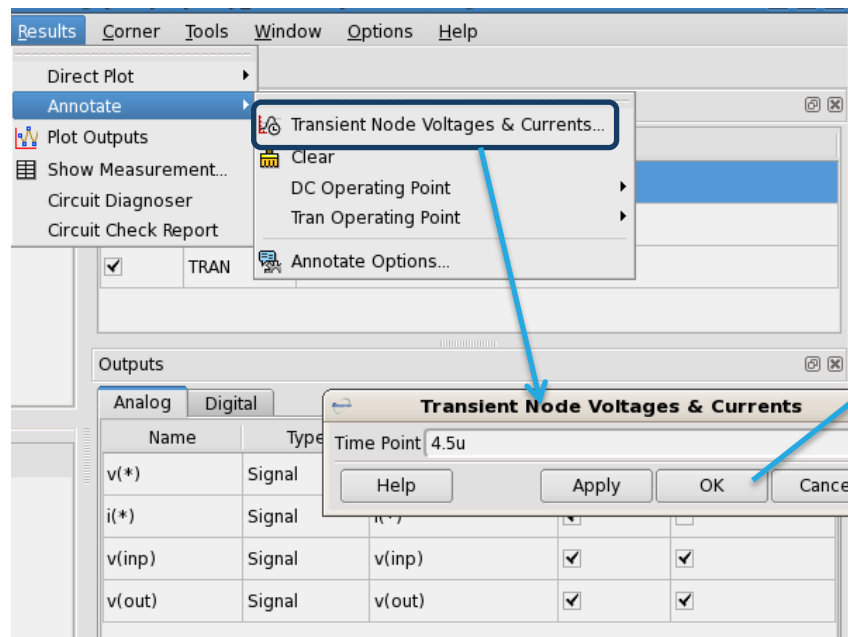 Results Corner Tools Window Options Help
Direct Plot
Annotate
Transient Node Voltages & Currents...
Plot Outputs
Clear
Show Measurement...
DC Operating Point
Circuit Diagnoser
Tran Operating Point
Circuit Check Report
TRAN
Annotate Options...
Outputs
Analog Digital
Transient Node Voltages & Currents
Name Type
Time Point 4.5u
v(*) Signal
Help Apply OK Cance
i(*) Signal
v(inp) Signal v(inp)
v(out) Signal v(out)